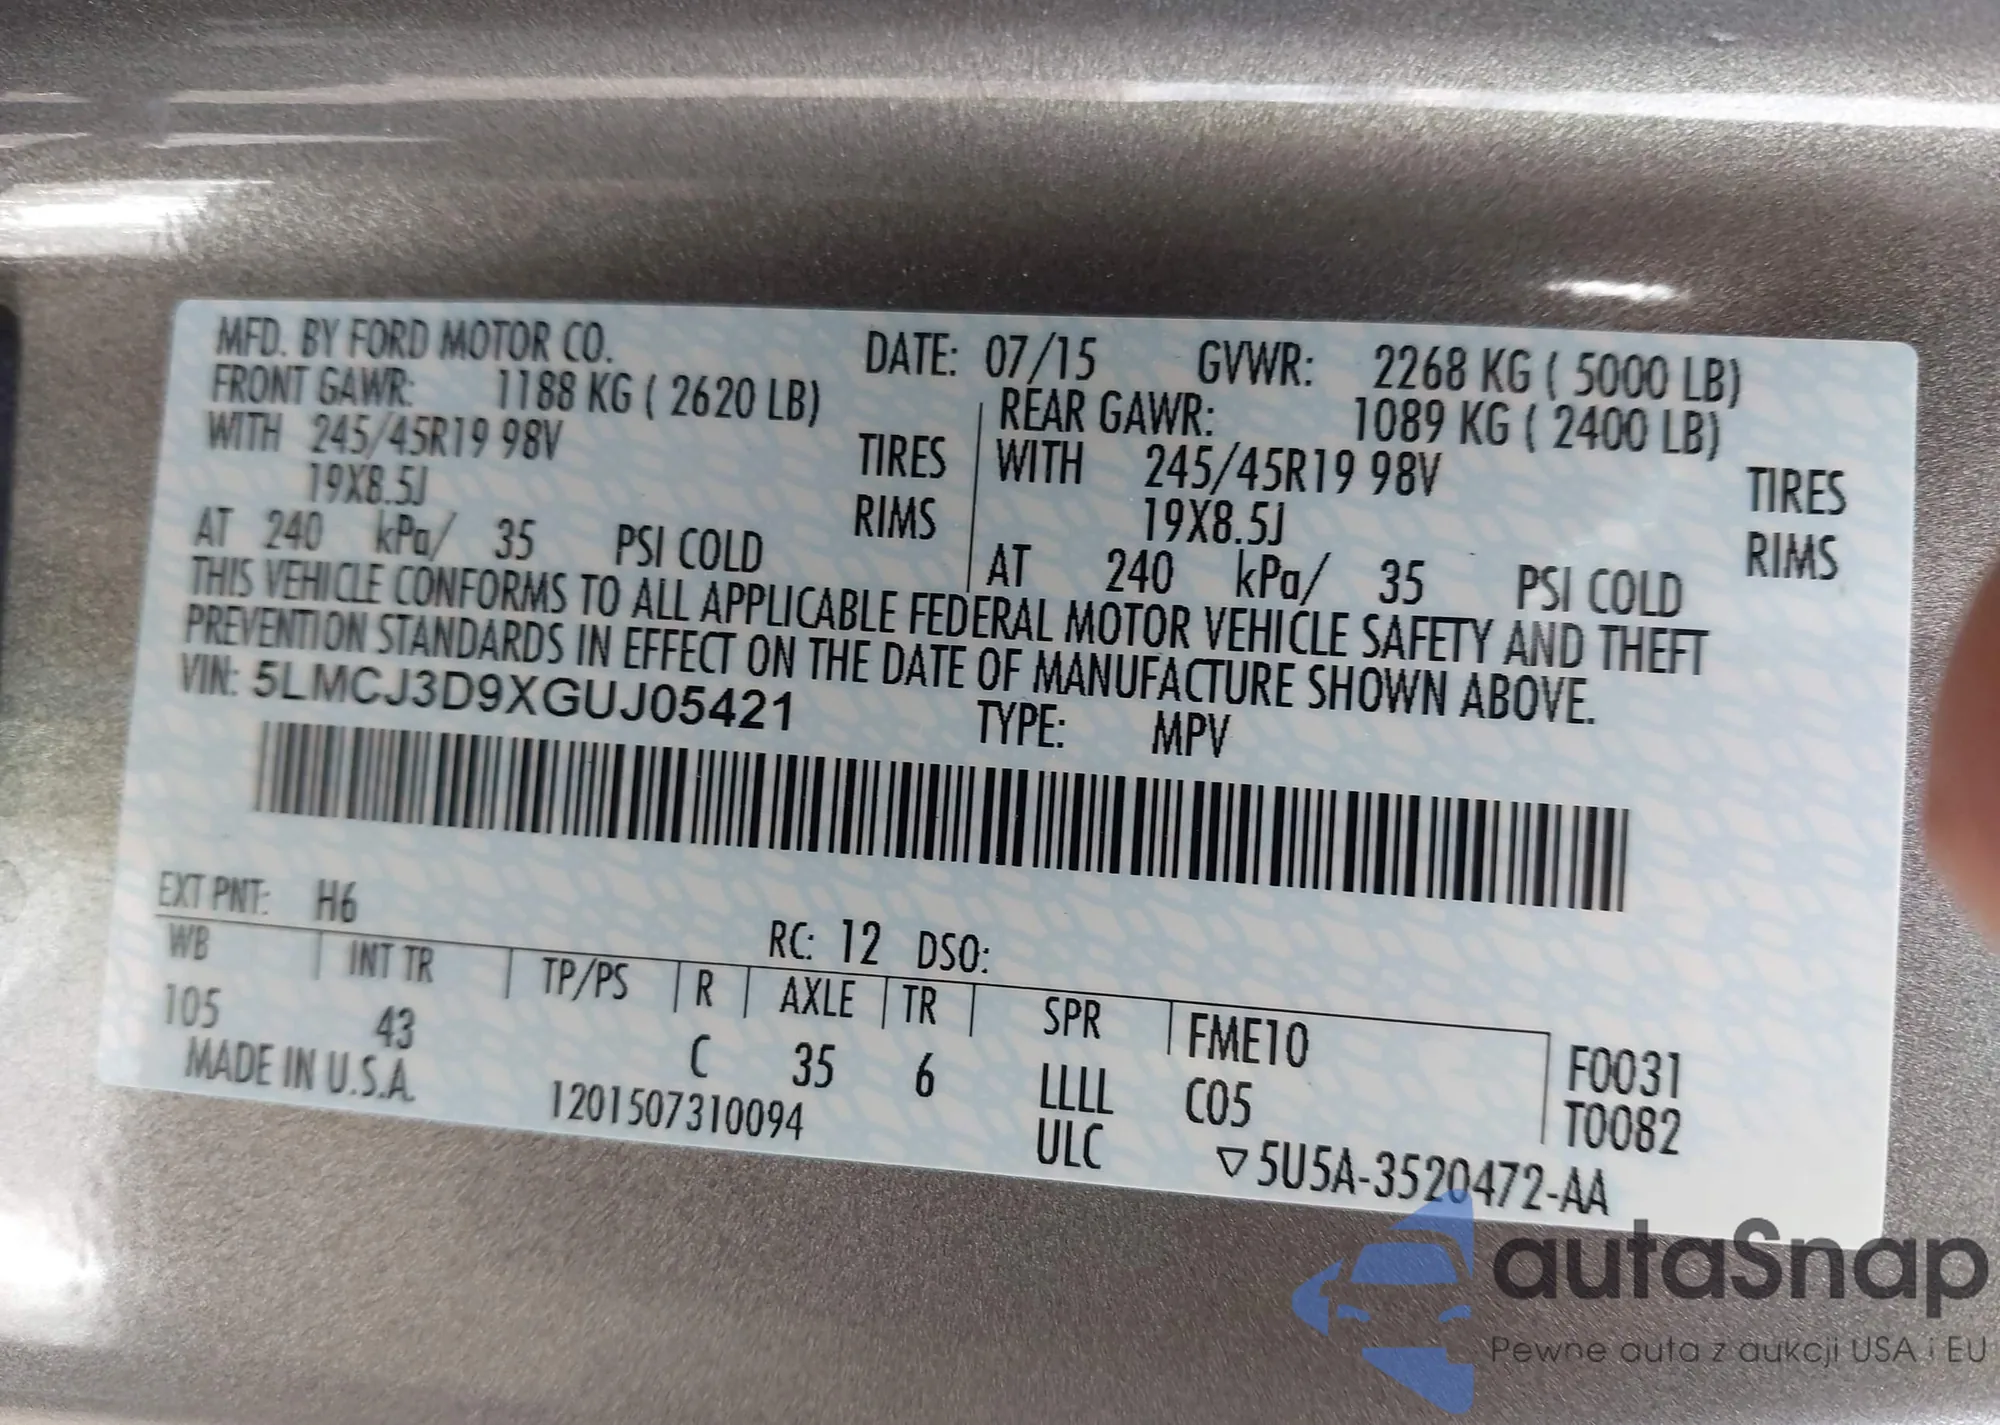 MFD. BY FORD MOTOR CO. DATE: 07/15 GVWR: 2268 KG ( 5000 LB)
FRONT GAWR: 1188 KG ( 2620 LB) REAR GAWR: 1089 KG ( 2400 LB)
WITH 245/45R19 98V TIRES WITH 245/45R19 98V TIRES
19X8.5J RIMS 19X8.5J RIMS
AT 240 kPa/ 35 PSI COLD AT 240 kPa/ 35 PSI COLD
THIS VEHICLE CONFORMS TO ALL APPLICABLE FEDERAL MOTOR VEHICLE SAFETY AND THEFT
PREVENTION STANDARDS IN EFFECT ON THE DATE OF MANUFACTURE SHOWN ABOVE.
VIN: 5LMCJ3D9XGUJ05421 TYPE: MPV
EXT PNT: H6 RC: 12 DSO:
WB INT TR TP/PS R AXLE TR SPR FME10 F0031
105 43 C 35 6 LLLL C05 T0082
MADE IN U.S.A. 1201507310094 ULC ▽5U5A-3520472-AA
autaSnap
Pewne auta z aukcji USA i EU